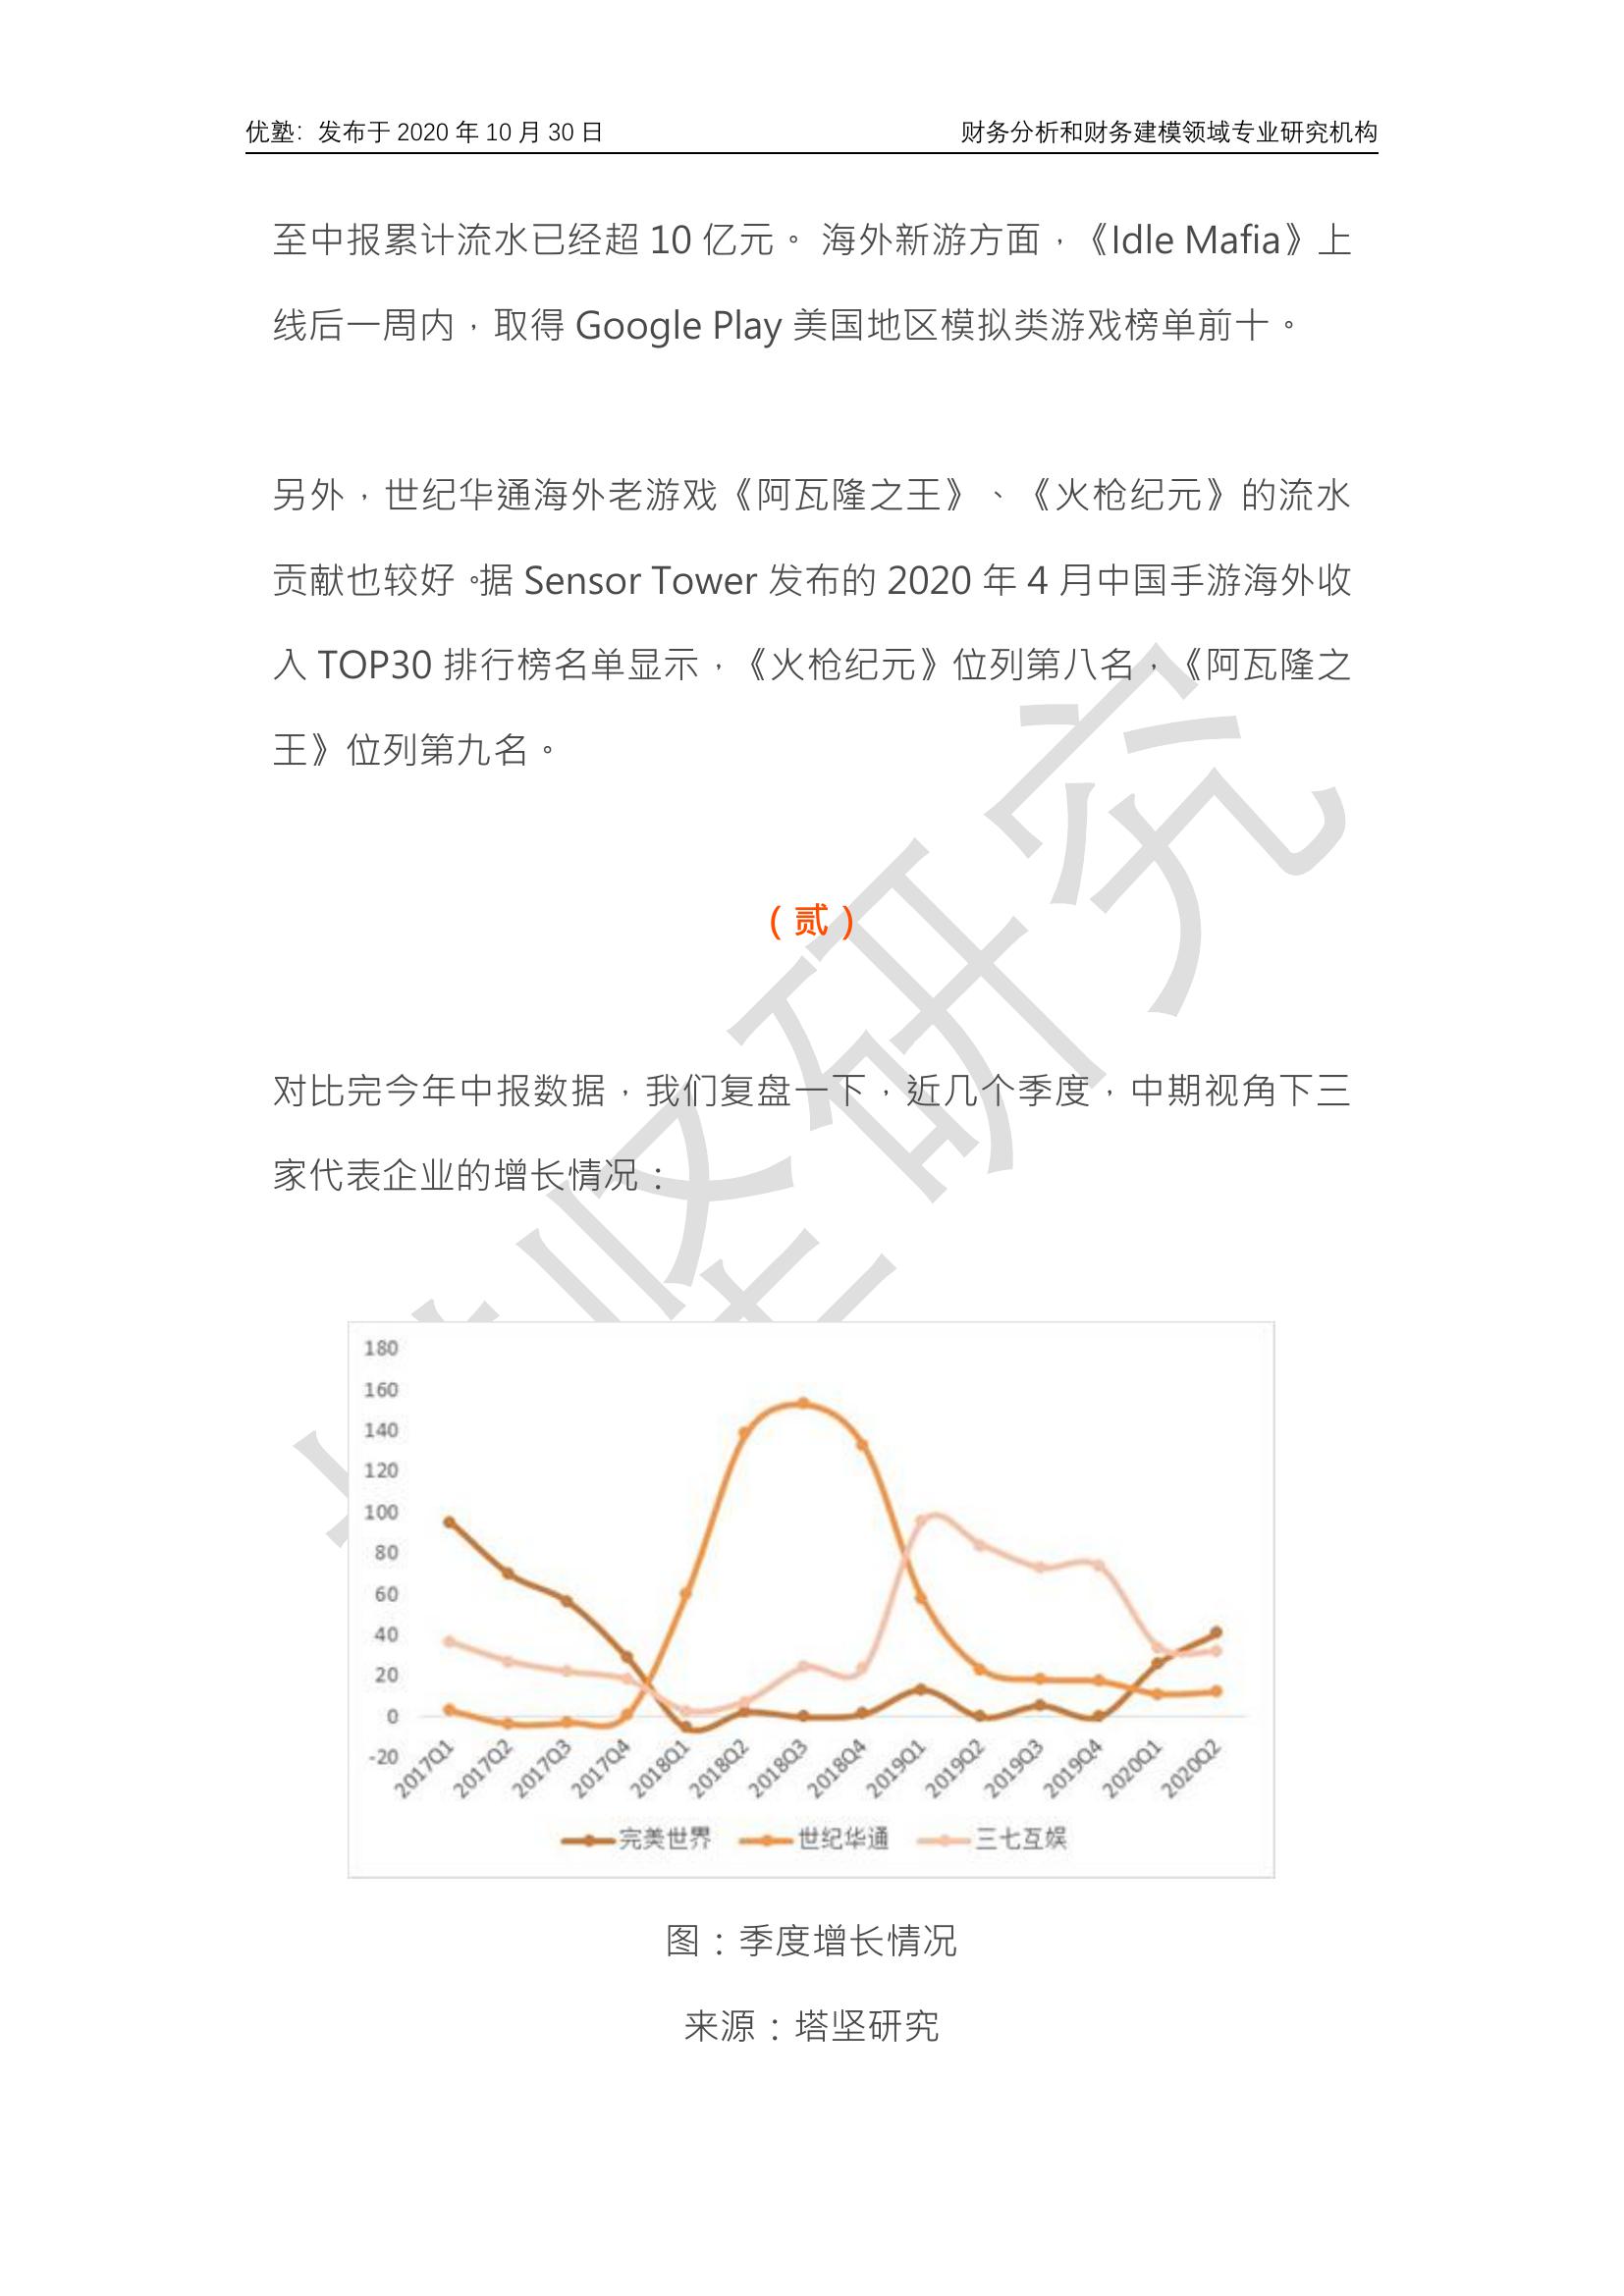 优塾：发布于 2020 年 10 月 30 日 财务分析和财务建模领域专业研究机构
至中报累计流水已经超 10 亿元。 海外新游方面，《Idle Mafia》上
线后一周内，取得 Google Play 美国地区模拟类游戏榜单前十。
另外，世纪华通海外老游戏《阿瓦隆之王》、《火枪纪元》的流水
贡献也较好。据 Sensor Tower 发布的 2020 年 4 月中国手游海外收
入 TOP30 排行榜名单显示，《火枪纪元》位列第八名，《阿瓦隆之
王》位列第九名。
（贰）
对比完今年中报数据，我们复盘一下，近几个季度，中期视角下三
家代表企业的增长情况：
180
160
140
120
100
80
60
40
20
0
-20
2017Q1 2017Q2 2017Q3 2017Q4 2018Q1 2018Q2 2018Q3 2018Q4 2019Q1 2019Q2 2019Q3 2019Q4 2020Q1 2020Q2
完美世界 世纪华通 三七互娱
图：季度增长情况
来源：塔坚研究